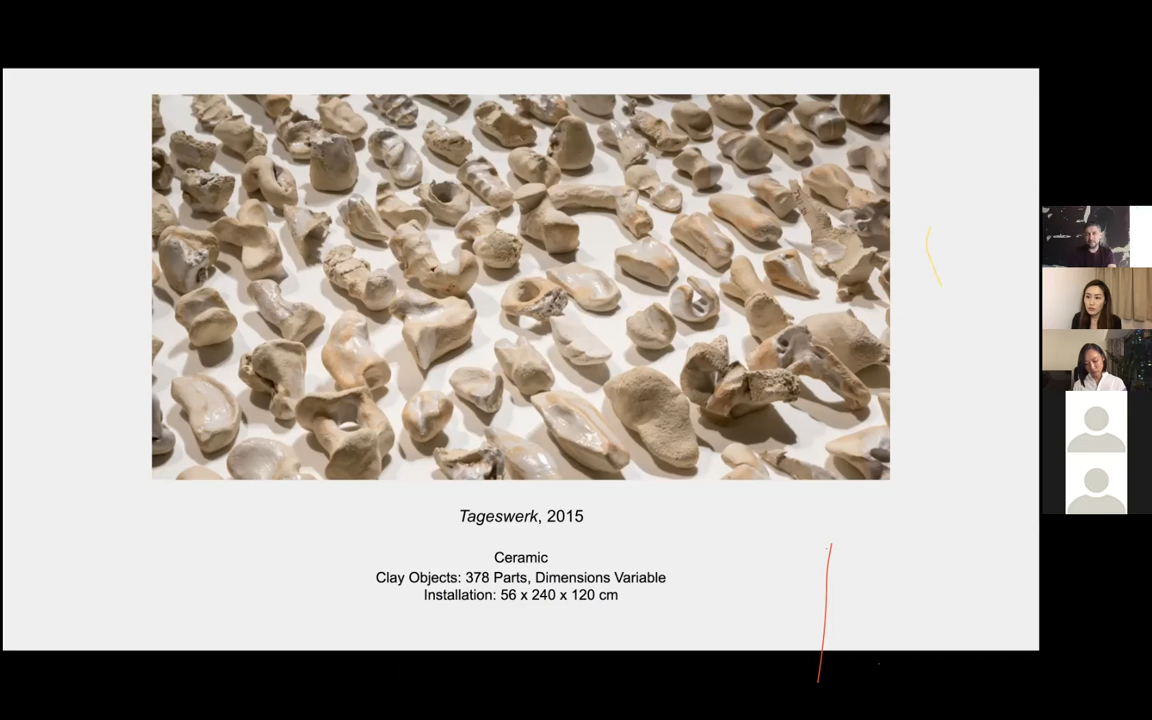 Tageswerk, 2015
Ceramic
Clay Objects: 378 Parts, Dimensions Variable
Installation: 56 x 240 x 120 cm